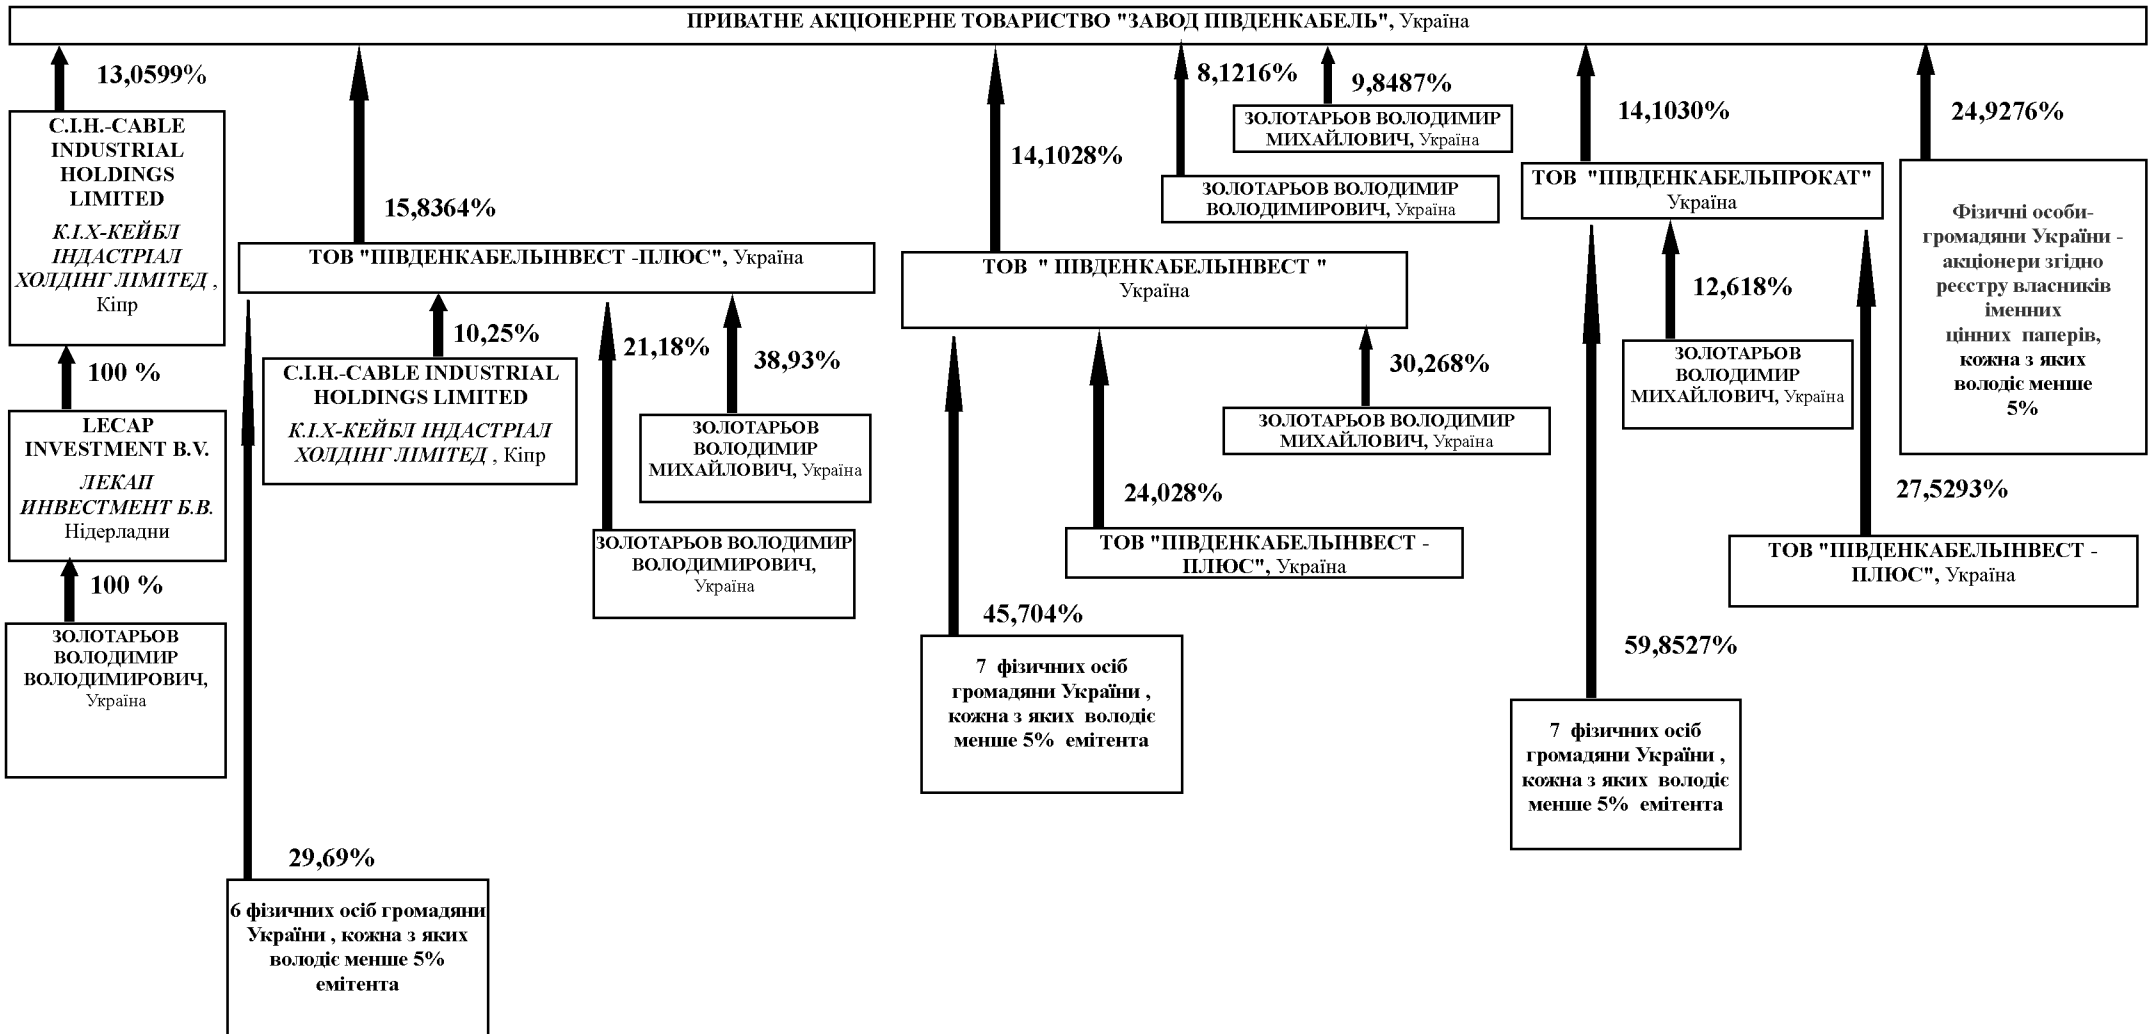 ПРИВАТНЕ АКЦІОНЕРНЕ ТОВАРИСТВО "ЗАВОД ПІВДЕНКАБЕЛЬ", Україна
13,0599%
C.I.H.-CABLE
INDUSTRIAL
HOLDINGS
LIMITED
К.І.Х-КЕЙБЛ
ІНДАСТРІАЛ
ХОЛДІНГ ЛІМІТЕД ,
Кіпр
100 %
LECAP
INVESTMENT B.V.
ЛЕКАП
ИНВЕСТМЕНТ Б.В.
Нідерладни
100 %
ЗОЛОТАРЬОВ
ВОЛОДИМИР
ВОЛОДИМИРОВИЧ,
Україна
15,8364%
ТОВ "ПІВДЕНКАБЕЛЫНВЕСТ -ПЛЮС", Україна
29,69%
6 фізичних осіб громадяни
України , кожна з яких
володіє менше 5%
емітента
10,25%
C.I.H.-CABLE INDUSTRIAL
HOLDINGS LIMITED
К.І.Х-КЕЙБЛ ІНДАСТРІАЛ
ХОЛДІНГ ЛІМІТЕД , Кіпр
21,18%
ЗОЛОТАРЬОВ ВОЛОДИМИР
ВОЛОДИМИРОВИЧ,
Україна
38,93%
ЗОЛОТАРЬОВ
ВОЛОДИМИР
МИХАЙЛОВИЧ, Україна
14,1028%
ТОВ " ПІВДЕНКАБЕЛЫНВЕСТ "
Україна
45,704%
7 фізичних осіб
громадяни України ,
кожна з яких володіє
менше 5% емітента
24,028%
ТОВ "ПІВДЕНКАБЕЛЫНВЕСТ -
ПЛЮС", Україна
30,268%
ЗОЛОТАРЬОВ ВОЛОДИМИР
МИХАЙЛОВИЧ, Україна
8,1216%
ЗОЛОТАРЬОВ ВОЛОДИМИР
ВОЛОДИМИРОВИЧ, Україна
9,8487%
ЗОЛОТАРЬОВ ВОЛОДИМИР
МИХАЙЛОВИЧ, Україна
14,1030%
ТОВ "ПІВДЕНКАБЕЛЬПРОКАТ"
Україна
59,8527%
7 фізичних осіб
громадяни України ,
кожна з яких володіє
менше 5% емітента
12,618%
ЗОЛОТАРЬОВ
ВОЛОДИМИР
МИХАЙЛОВИЧ, Україна
27,5293%
ТОВ "ПІВДЕНКАБЕЛЫНВЕСТ -
ПЛЮС", Україна
24,9276%
Фізичні особи-
громадяни України -
акціонери згідно
реєстру власників
іменних
цінних паперів,
кожна з яких
володіє менше
5%